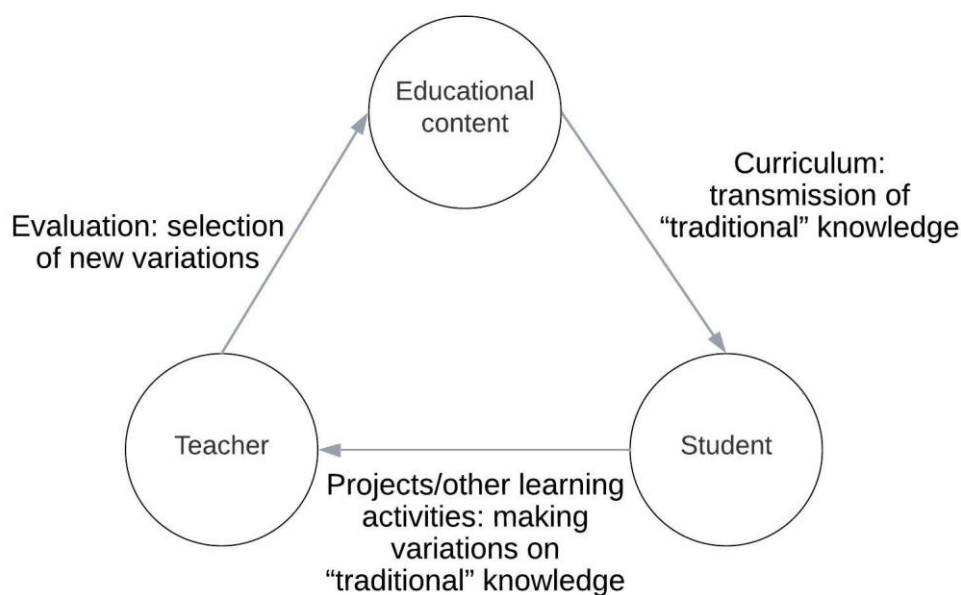 Educational
content
Curriculum:
transmission of
“traditional” knowledge
Evaluation: selection
of new variations
Teacher
Student
Projects/other learning
activities: making
variations on
“traditional” knowledge